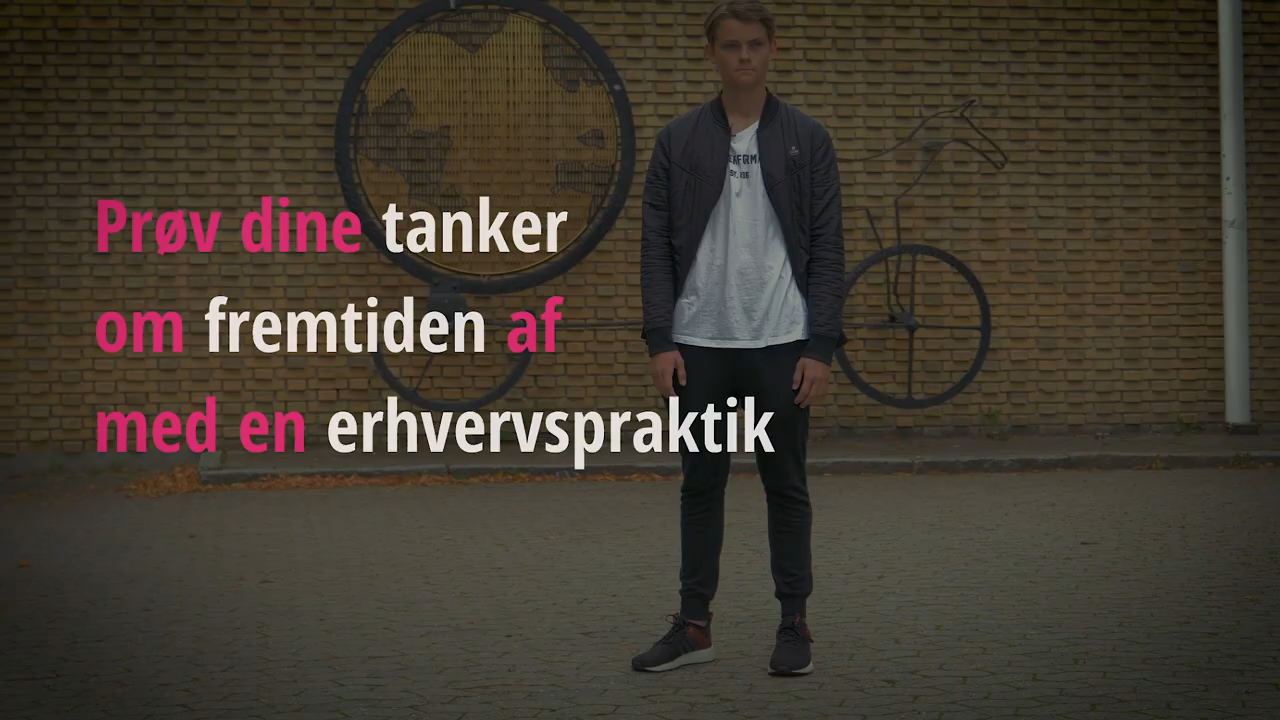 Prøv dine tanker
om fremtiden af
med en erhvervspraktik